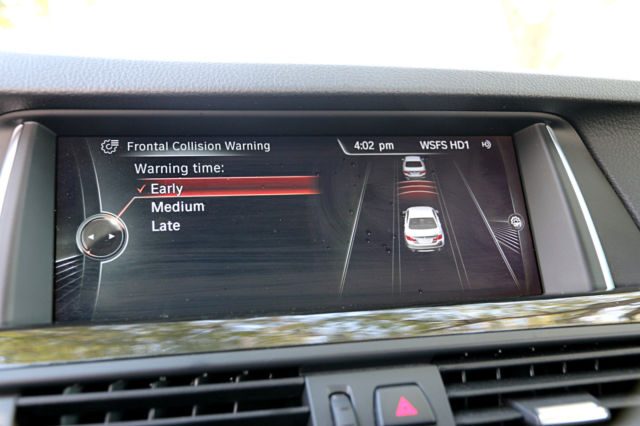 Frontal Collision Warning 4:02 pm WSFS HD1
Warning time:
✓ Early
Medium
Late